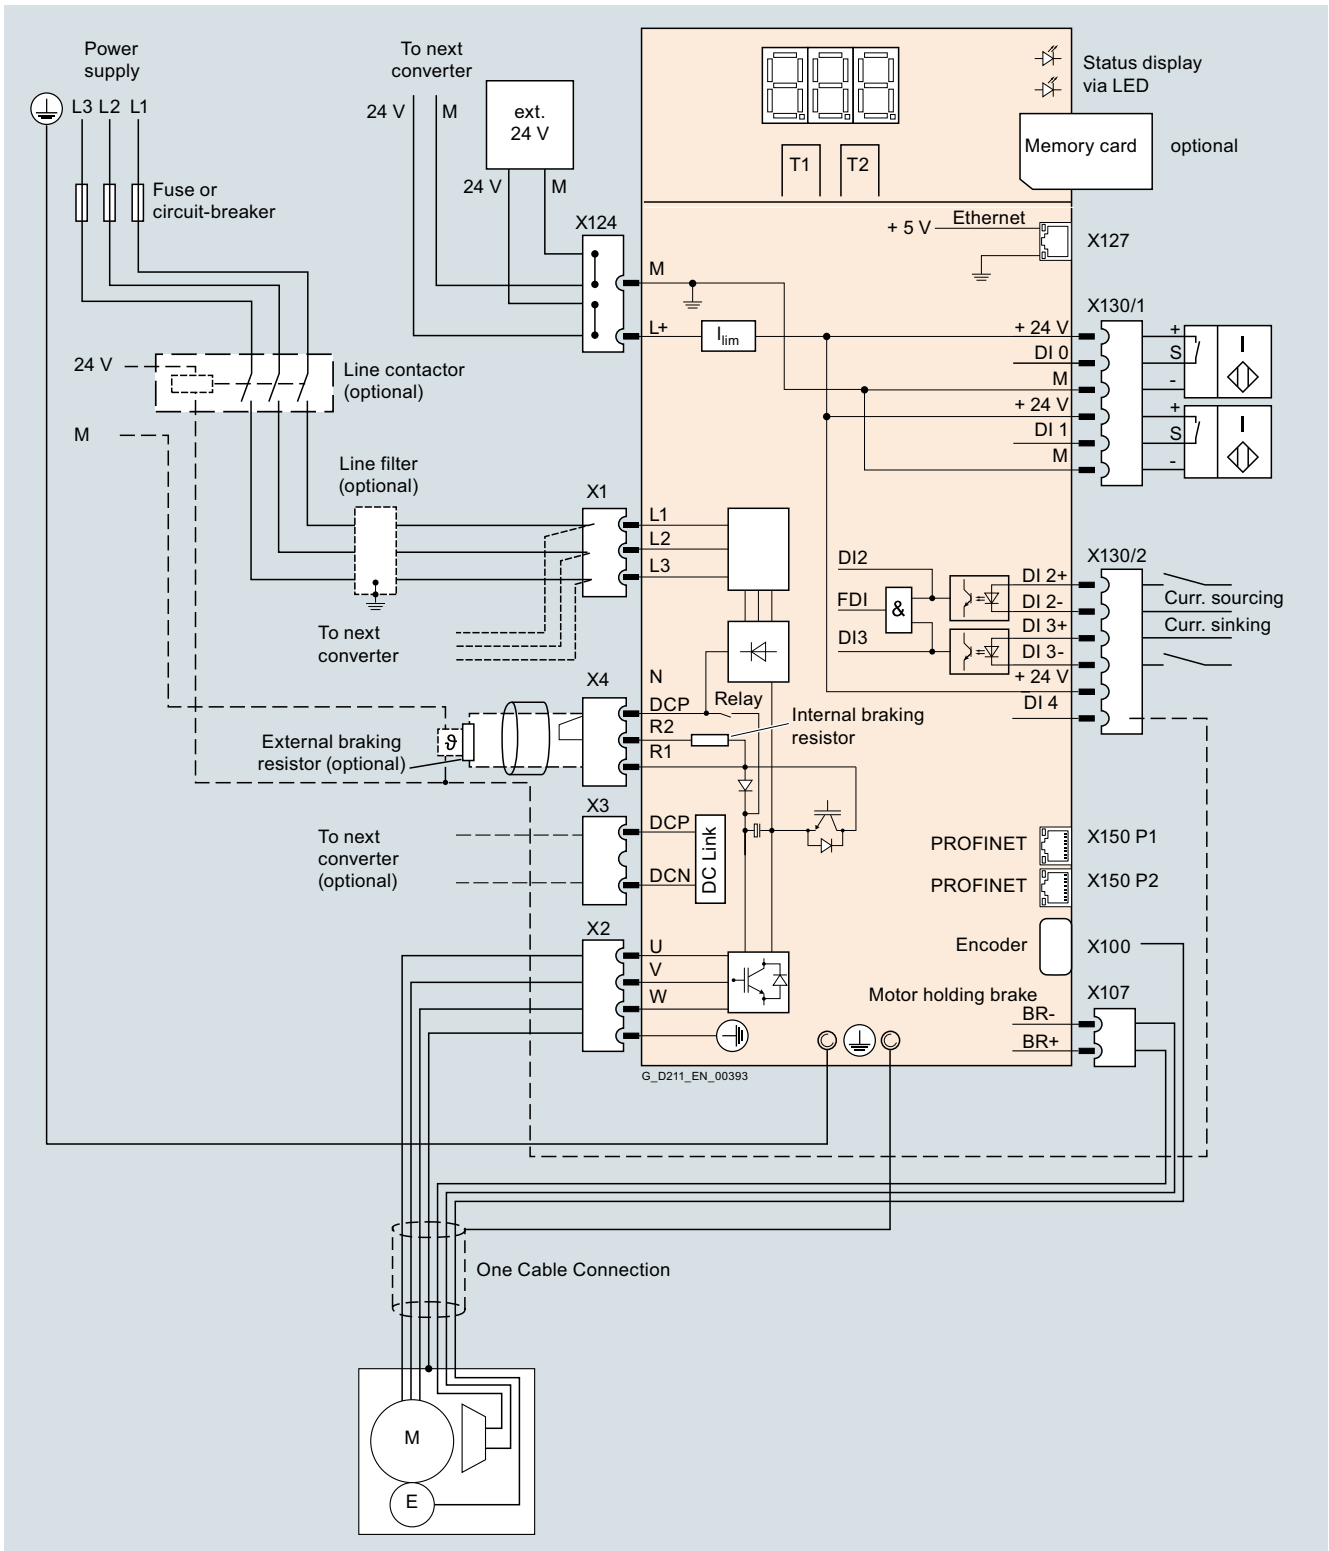 Power
supply
L3 L2 L1
Fuse or
circuit-breaker
To next
converter
24 V
M
ext.
24 V
24 V
M
X124
Status display
via LED
Memory card
optional
T1
T2
Ethernet
+ 5 V
X127
M
L+
Ilim
X130/1
+ 24 V
DI 0
M
+ 24 V
DI 1
M
+
S
-
I
+
S
-
I
24 V
Line contactor
(optional)
M
Line filter
(optional)
X1
L1
L2
L3
To next
converter
X130/2
DI2
FDI
&
DI3
DI 2+
DI 2-
DI 3+
DI 3-
+ 24 V
DI 4
Curr. sourcing
Curr. sinking
X4
N
DCP
R2
R1
Relay
Internal braking
resistor
ϑ
External braking
resistor (optional)
X3
DCP
DCN
DC Link
To next
converter
(optional)
PROFINET
X150 P1
PROFINET
X150 P2
X2
U
V
W
Encoder
X100
Motor holding brake
X107
BR-
BR+
G_D211_EN_00393
One Cable Connection
M
E